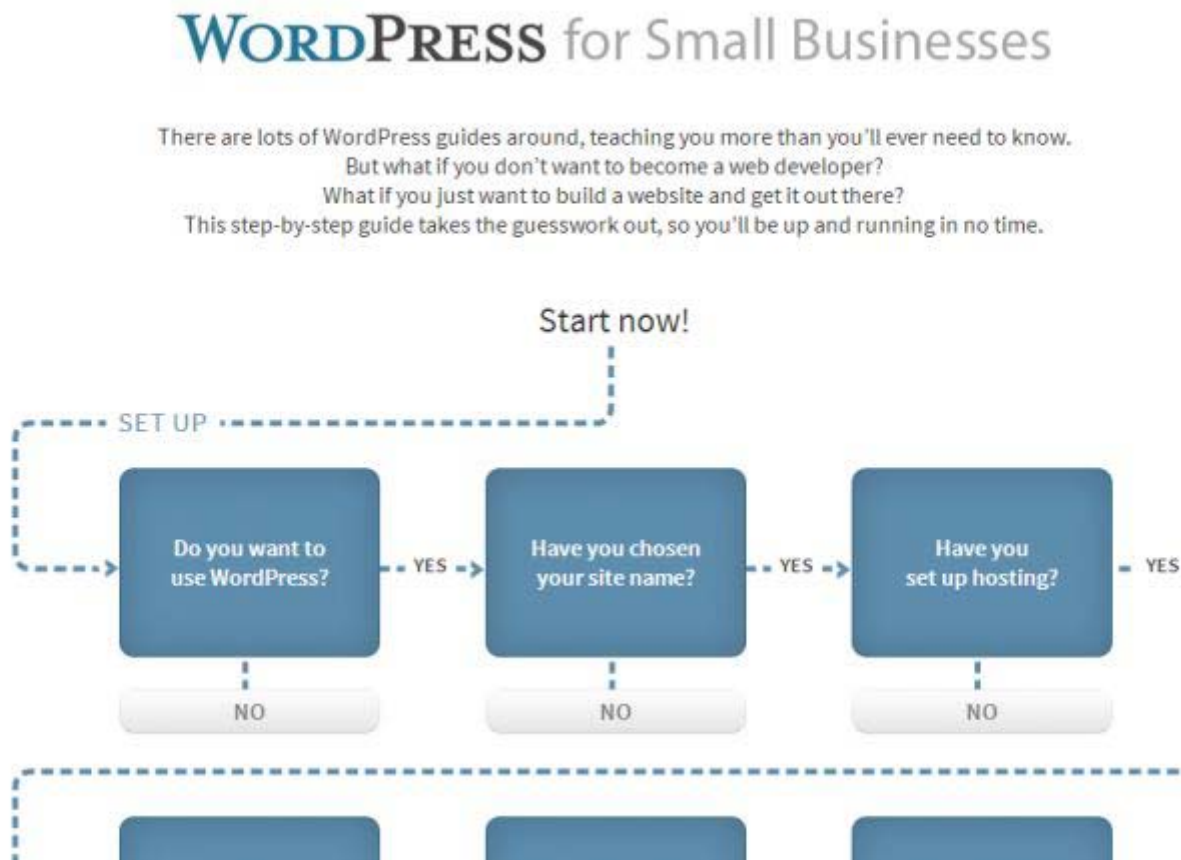 WORDPRESS for Small Businesses
There are lots of WordPress guides around, teaching you more than you'll ever need to know.
But what if you don't want to become a web developer?
What if you just want to build a website and get it out there?
This step-by-step guide takes the guesswork out, so you'll be up and running in no time.
Start now!
SET UP
Do you want to
use WordPress?
YES
Have you chosen
your site name?
YES
Have you
set up hosting?
YES
NO
NO
NO